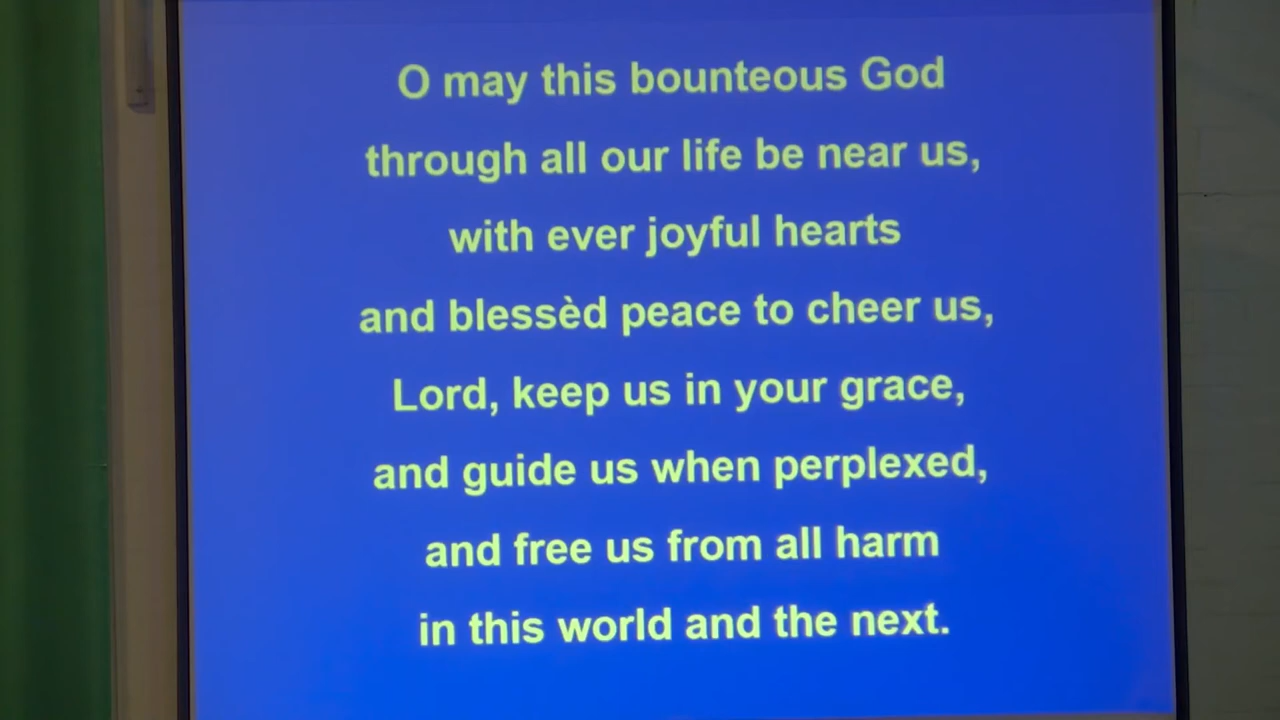 O may this bounteous God
through all our life be near us,
with ever joyful hearts
and blessèd peace to cheer us,
Lord, keep us in your grace,
and guide us when perplexed,
and free us from all harm
in this world and the next.